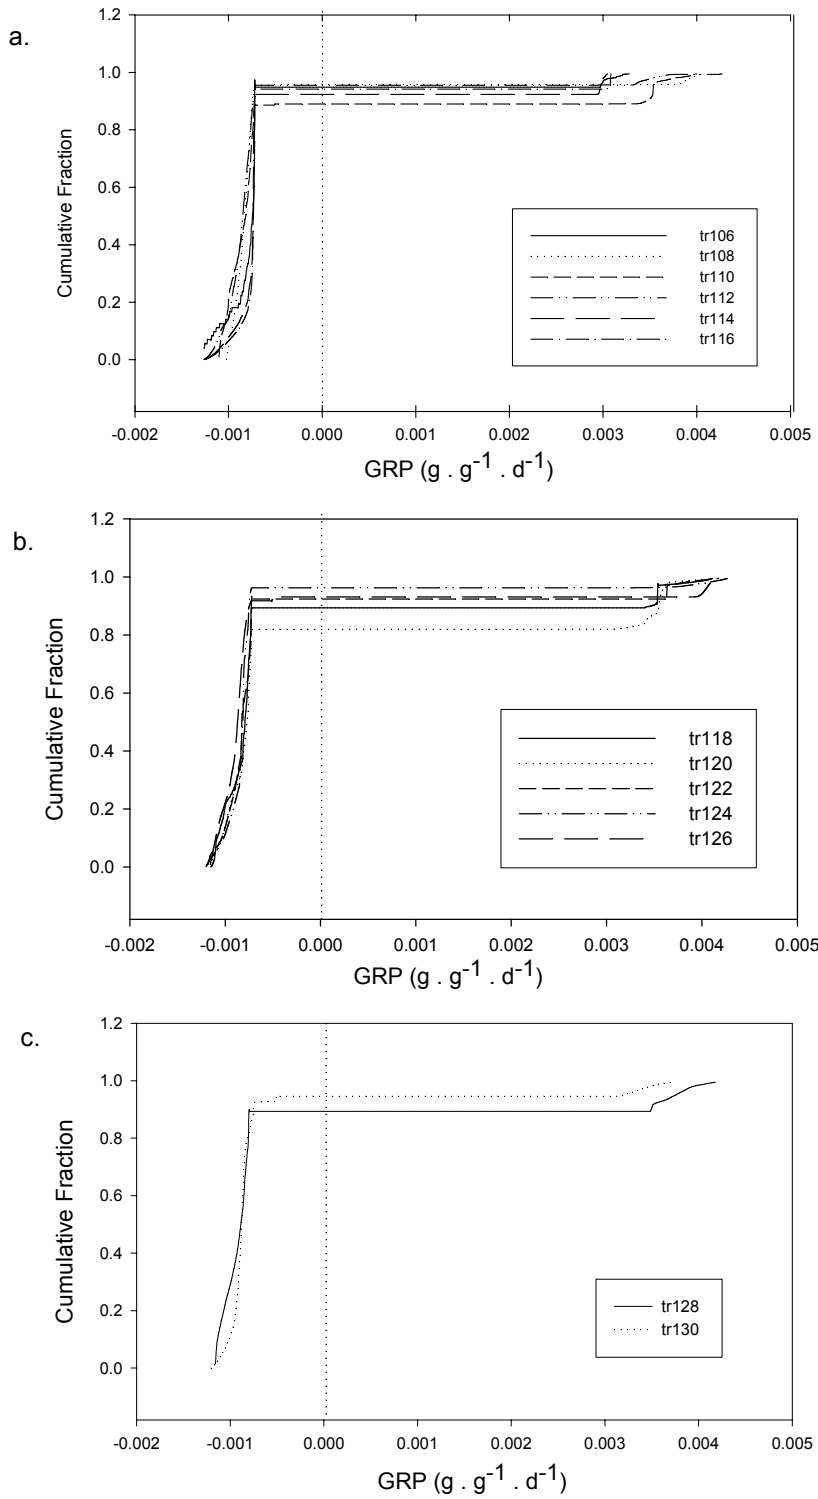 a.
1.2
1.0
0.8
0.6
0.4
0.2
0.0
Cumulative Fraction
tr106
tr108
tr110
tr112
tr114
tr116
-0.002 -0.001 0.000 0.001 0.002 0.003 0.004 0.005
GRP (g . g-1 . d-1)
b.
1.2
1.0
0.8
0.6
0.4
0.2
0.0
Cumulative Fraction
tr118
tr120
tr122
tr124
tr126
-0.002 -0.001 0.000 0.001 0.002 0.003 0.004 0.005
GRP (g . g-1 . d-1)
c.
1.2
1.0
0.8
0.6
0.4
0.2
0.0
Cumulative Fraction
tr128
tr130
-0.002 -0.001 0.000 0.001 0.002 0.003 0.004 0.005
GRP (g . g-1 . d-1)